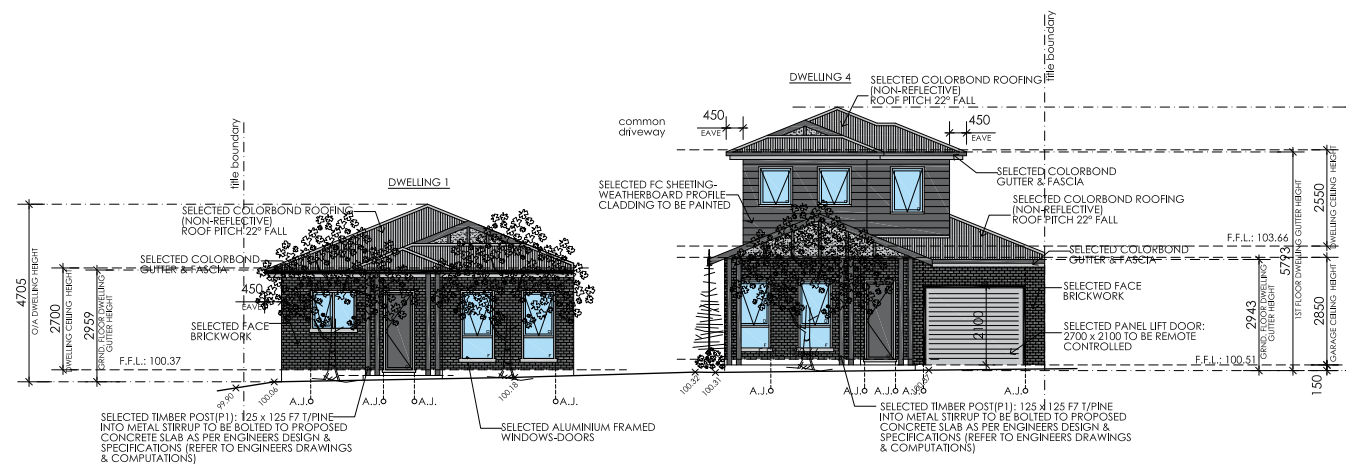 DWELLING 1
title boundary
SELECTED COLORBOND ROOFING
(NON-REFLECTIVE)
ROOF PITCH 22° FALL
SELECTED COLORBOND
GUTTER & FASCIA
450
EAVE
SELECTED FACE
BRICKWORK
F.F.L.: 100.37
4705
O/A DWELLING HEIGHT
2700
DWELLING CEILING HEIGHT
2959
GRND. FLOOR DWELLING
GUTTER HEIGHT
99.90
100.06
100.18
A.J.
A.J.
A.J.
A.J.
SELECTED TIMBER POST(P1): 125 x 125 F7 T/PINE
INTO METAL STIRRUP TO BE BOLTED TO PROPOSED
CONCRETE SLAB AS PER ENGINEERS DESIGN &
SPECIFICATIONS (REFER TO ENGINEERS DRAWINGS
& COMPUTATIONS)
SELECTED ALUMINIUM FRAMED
WINDOWS-DOORS
DWELLING 4
title boundary
SELECTED COLORBOND ROOFING
(NON-REFLECTIVE)
ROOF PITCH 22° FALL
common
driveway
450
EAVE
450
EAVE
SELECTED COLORBOND
GUTTER & FASCIA
SELECTED FC SHEETING-
WEATHERBOARD PROFILE
CLADDING TO BE PAINTED
SELECTED COLORBOND ROOFING
(NON-REFLECTIVE)
ROOF PITCH 22° FALL
F.F.L.: 103.66
SELECTED COLORBOND
GUTTER & FASCIA
SELECTED FACE
BRICKWORK
2100
SELECTED PANEL LIFT DOOR:
2700 x 2100 TO BE REMOTE
CONTROLLED
F.F.L.: 100.51
2943
GRND. FLOOR DWELLING
GUTTER HEIGHT
5793
1ST FLOOR DWELLING GUTTER HEIGHT
2550
DWELLING CEILING HEIGHT
2850
GARAGE CEILING HEIGHT
150
100.32
100.31
A.J.
A.J.
A.J.
A.J.
SELECTED TIMBER POST(P1): 125 x 125 F7 T/PINE
INTO METAL STIRRUP TO BE BOLTED TO PROPOSED
CONCRETE SLAB AS PER ENGINEERS DESIGN &
SPECIFICATIONS (REFER TO ENGINEERS DRAWINGS
& COMPUTATIONS)